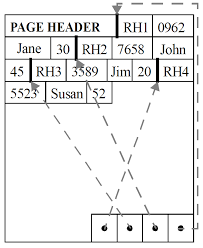 PAGE HEADER RH1 0962
Jane 30 RH2 7658 John
45 RH3 3589 Jim 20 RH4
5523 Susan 52